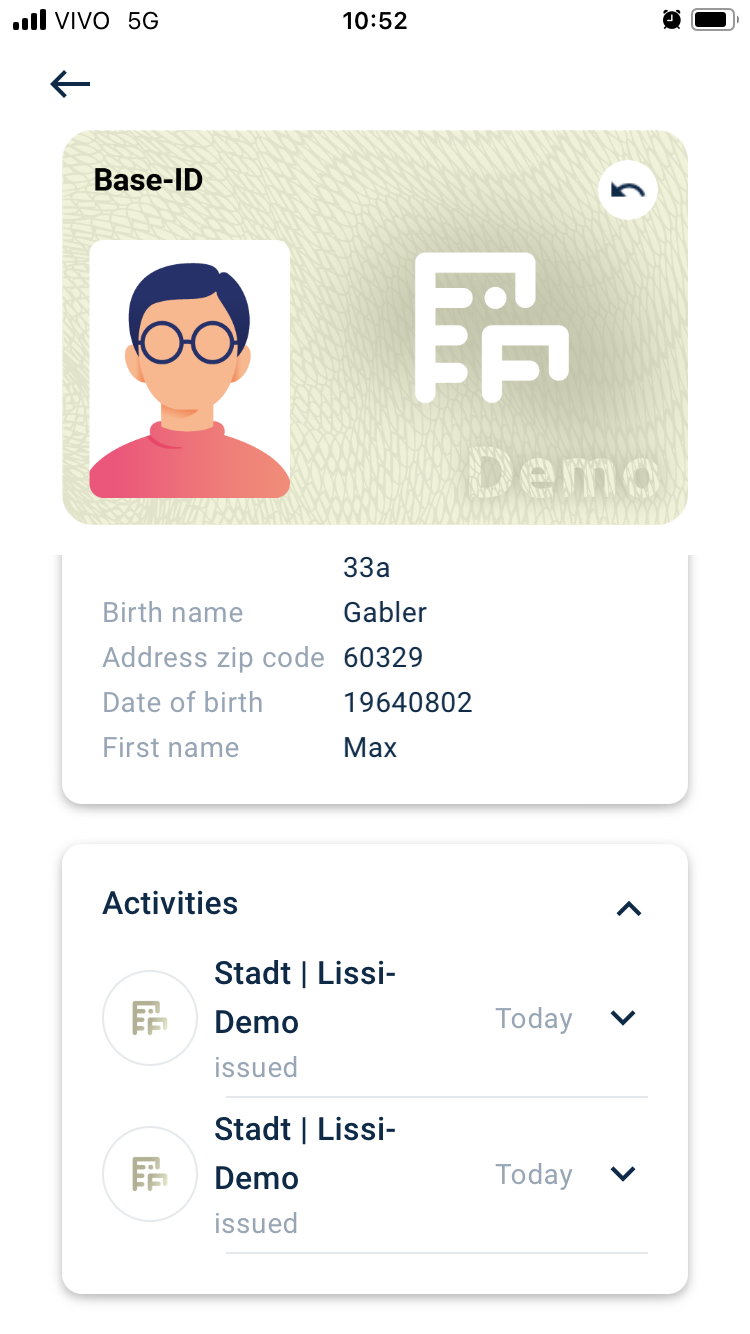 VIVO 5G 10:52
Base-ID
Demo
33a
Birth name Gabler
Address zip code 60329
Date of birth 19640802
First name Max
Activities
Stadt | Lissi-
Demo
Today
issued
Stadt | Lissi-
Demo
Today
issued